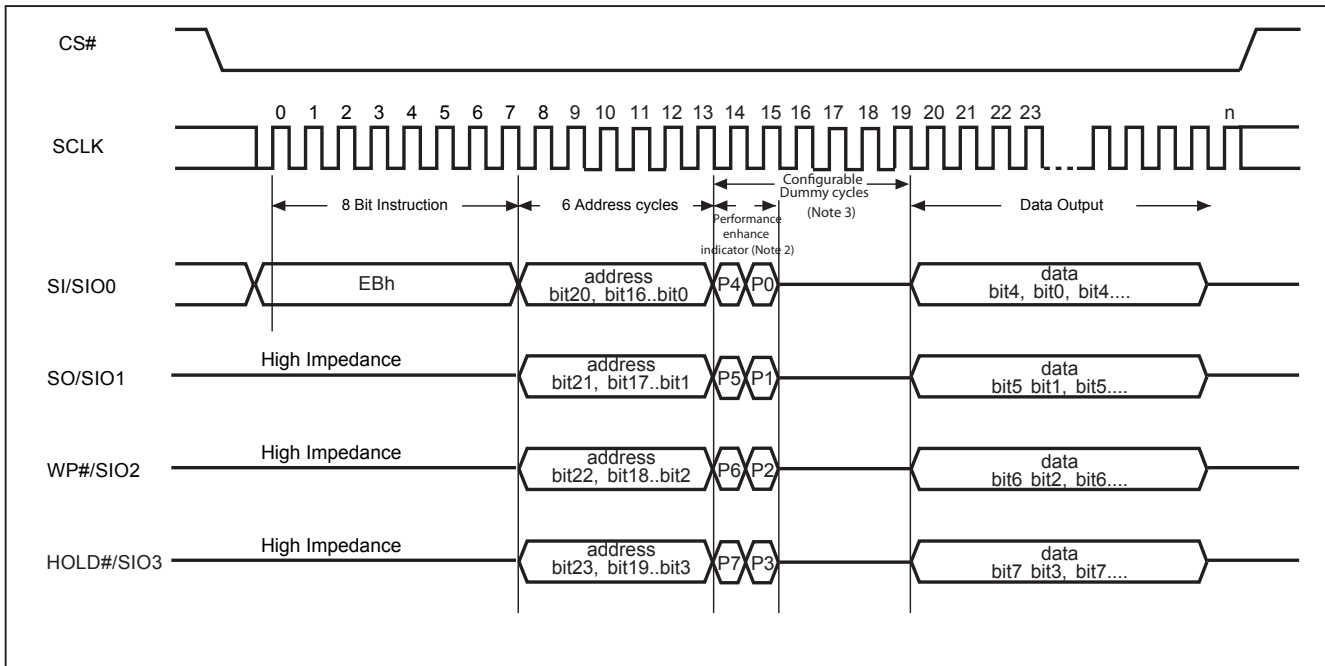 CS#
0 1 2 3 4 5 6 7 8 9 10 11 12 13 14 15 16 17 18 19 20 21 22 23 n
SCLK
8 Bit Instruction
6 Address cycles
Configurable
Dummy cycles
(Note 3)
Performance
enhance
indicator (Note 2)
Data Output
SI/SIO0
EBh
address
bit20, bit16..bit0
P4 P0
data
bit4, bit0, bit4....
SO/SIO1
High Impedance
address
bit21, bit17..bit1
P5 P1
data
bit5 bit1, bit5....
WP#/SIO2
High Impedance
address
bit22, bit18..bit2
P6 P2
data
bit6 bit2, bit6....
HOLD#/SIO3
High Impedance
address
bit23, bit19..bit3
P7 P3
data
bit7 bit3, bit7....